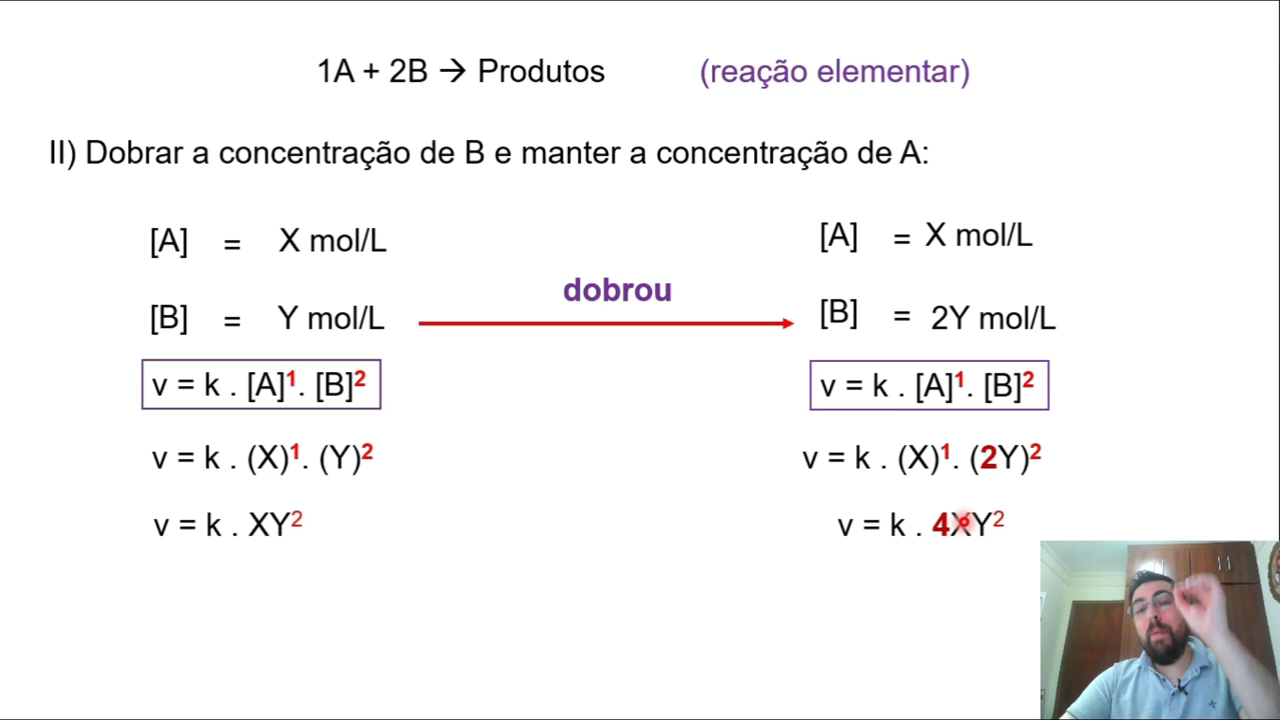 1A + 2B → Produtos (reação elementar)
II) Dobrar a concentração de B e manter a concentração de A:
[A] = X mol/L
[B] = Y mol/L
v = k . [A]¹. [B]²
v = k . (X)¹. (Y)²
v = k . XY²
dobrou
[A] = X mol/L
[B] = 2Y mol/L
v = k . [A]¹. [B]²
v = k . (X)¹. (2Y)²
v = k . 4XY²